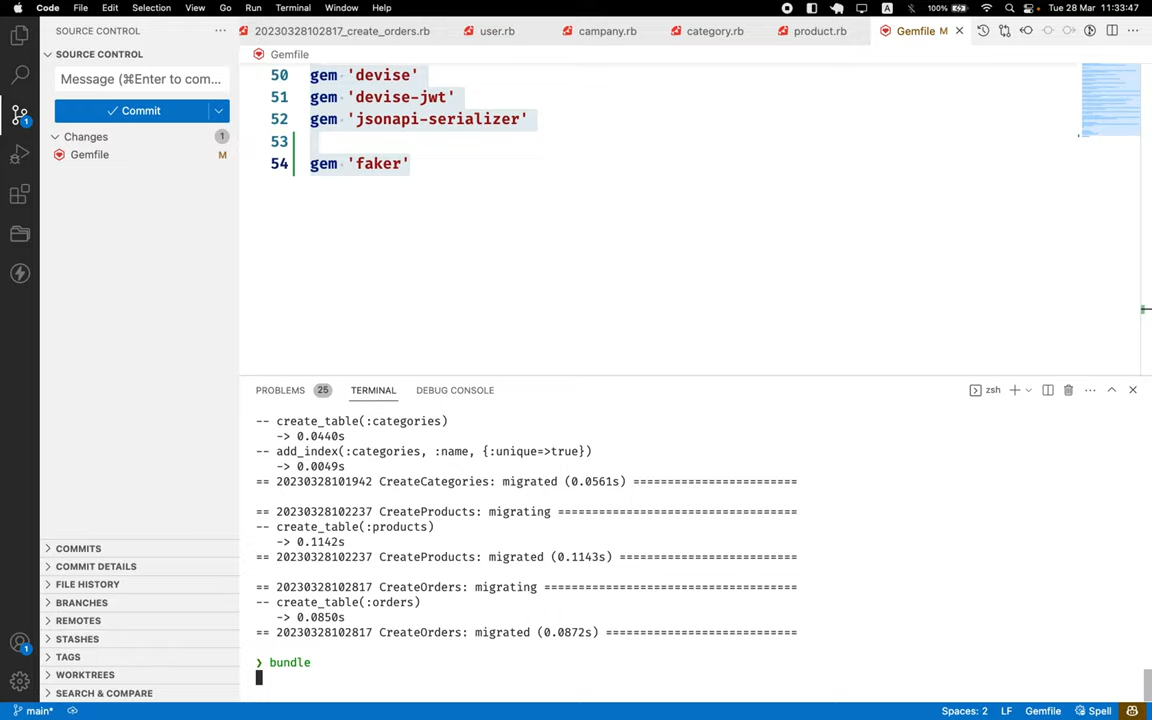 Code File Edit Selection View Go Run Terminal Window Help 100% A Tue 28 Mar 11:33:47
SOURCE CONTROL ···
20230328102817_create_orders.rb user.rb campany.rb category.rb product.rb Gemfile M
SOURCE CONTROL
Gemfile
Message (⌘Enter to com...
Commit
Changes 1
Gemfile M
50 gem 'devise'
51 gem 'devise-jwt'
52 gem 'jsonapi-serializer'
53
54 gem 'faker'
PROBLEMS 25 TERMINAL DEBUG CONSOLE zsh
-- create_table(:categories)
-> 0.0440s
-- add_index(:categories, :name, {:unique=>true})
-> 0.0049s
== 20230328101942 CreateCategories: migrated (0.0561s) ============================
== 20230328102237 CreateProducts: migrating ===================================
-- create_table(:products)
-> 0.1142s
== 20230328102237 CreateProducts: migrated (0.1143s) ==============================
== 20230328102817 CreateOrders: migrating =====================================
-- create_table(:orders)
-> 0.0850s
== 20230328102817 CreateOrders: migrated (0.0872s) ================================
❯ bundle
COMMITS
COMMIT DETAILS
FILE HISTORY
BRANCHES
REMOTES
STASHES
TAGS
WORKTREES
SEARCH & COMPARE
1
1
main* Spaces: 2 LF Gemfile Spell